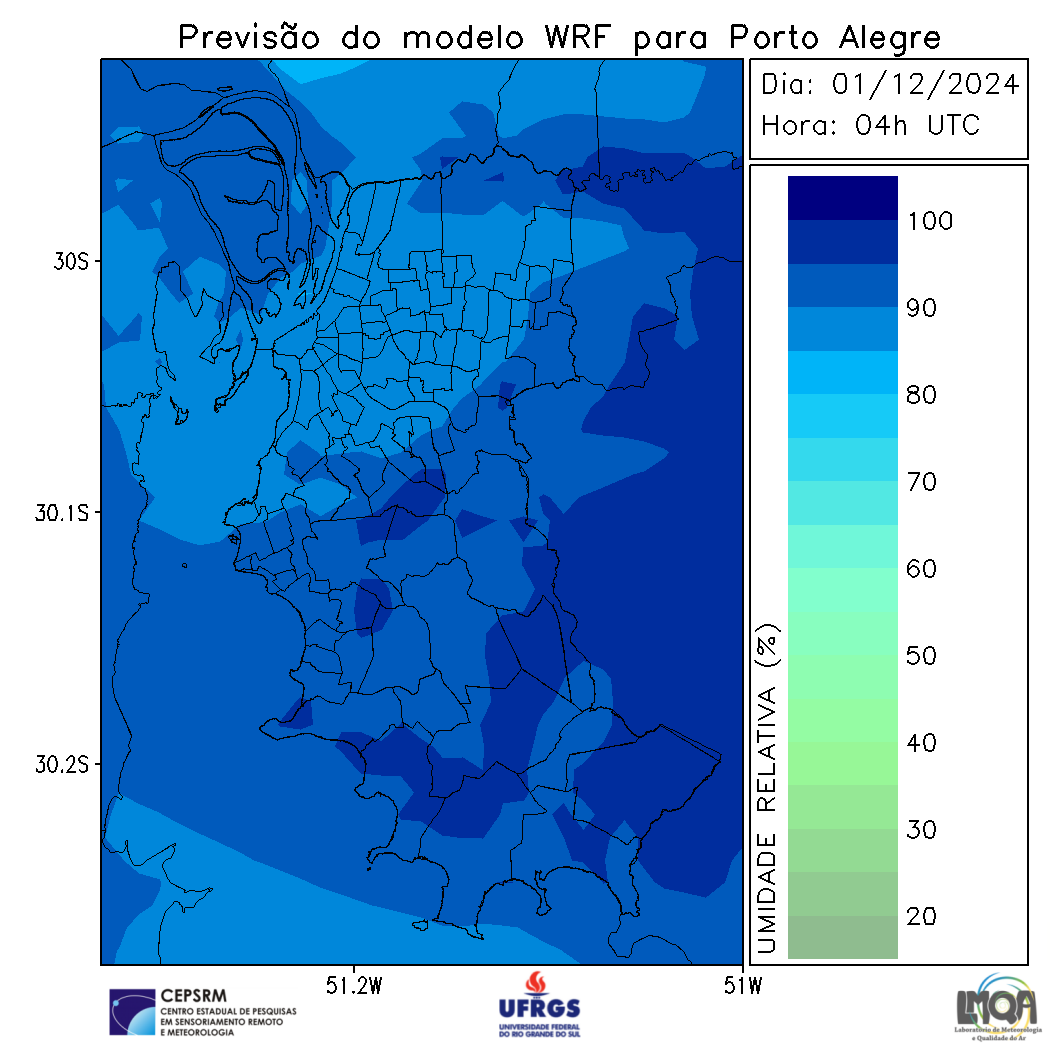 Previsão do modelo WRF para Porto Alegre
Dia: 01/12/2024
Hora: 04h UTC
30S
30.1S
30.2S
51.2W
51W
UMIDADE RELATIVA (%)
100
90
80
70
60
50
40
30
20
CEPSRM
CENTRO ESTADUAL DE PESQUISAS
EM SENSORIAMENTO REMOTO
E METEOROLOGIA
UFRGS
UNIVERSIDADE FEDERAL
DO RIO GRANDE DO SUL
LMQA
Laboratório de Meteorologia
e Qualidade do Ar